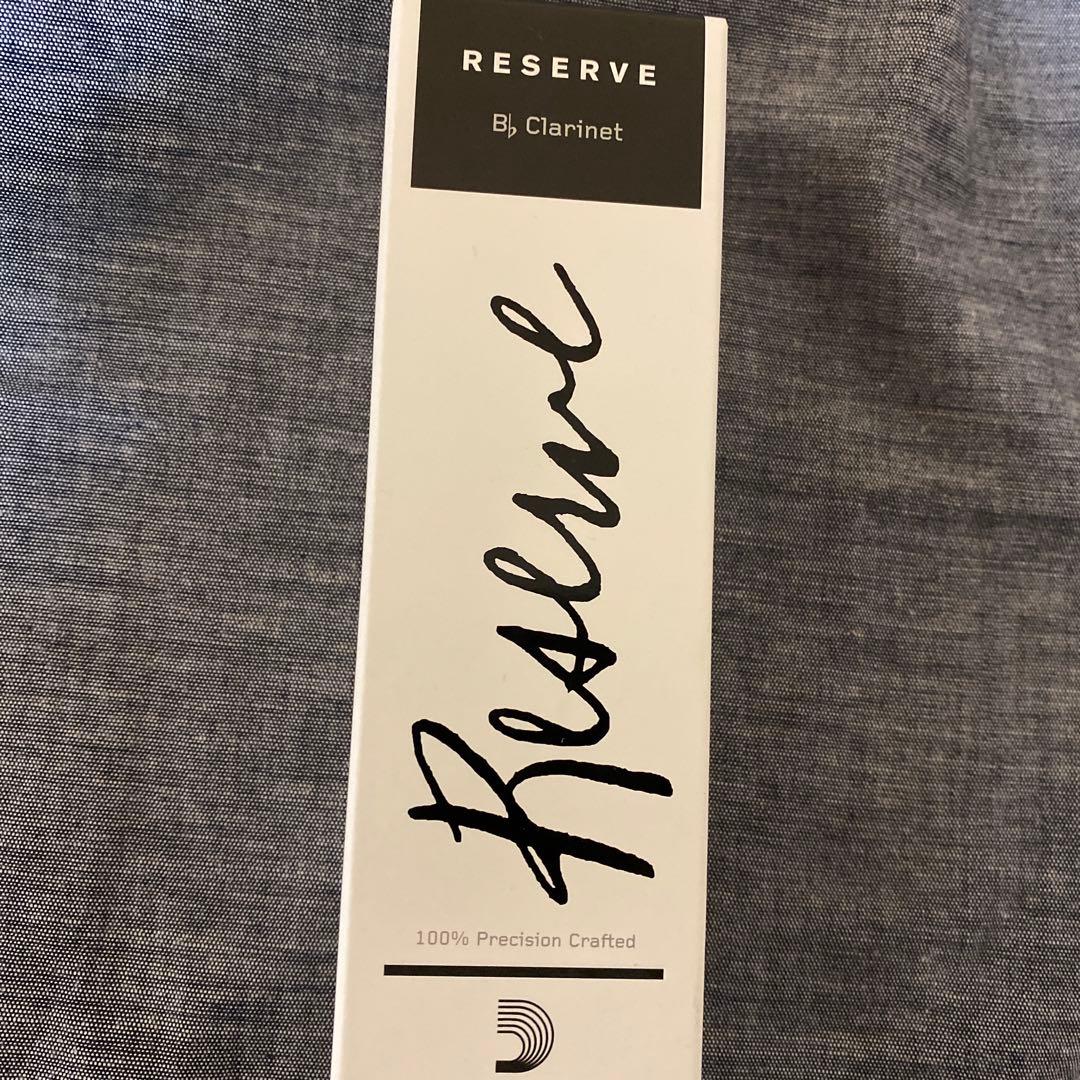 RESERVE
B♭ Clarinet
Reserve
100% Precision Crafted